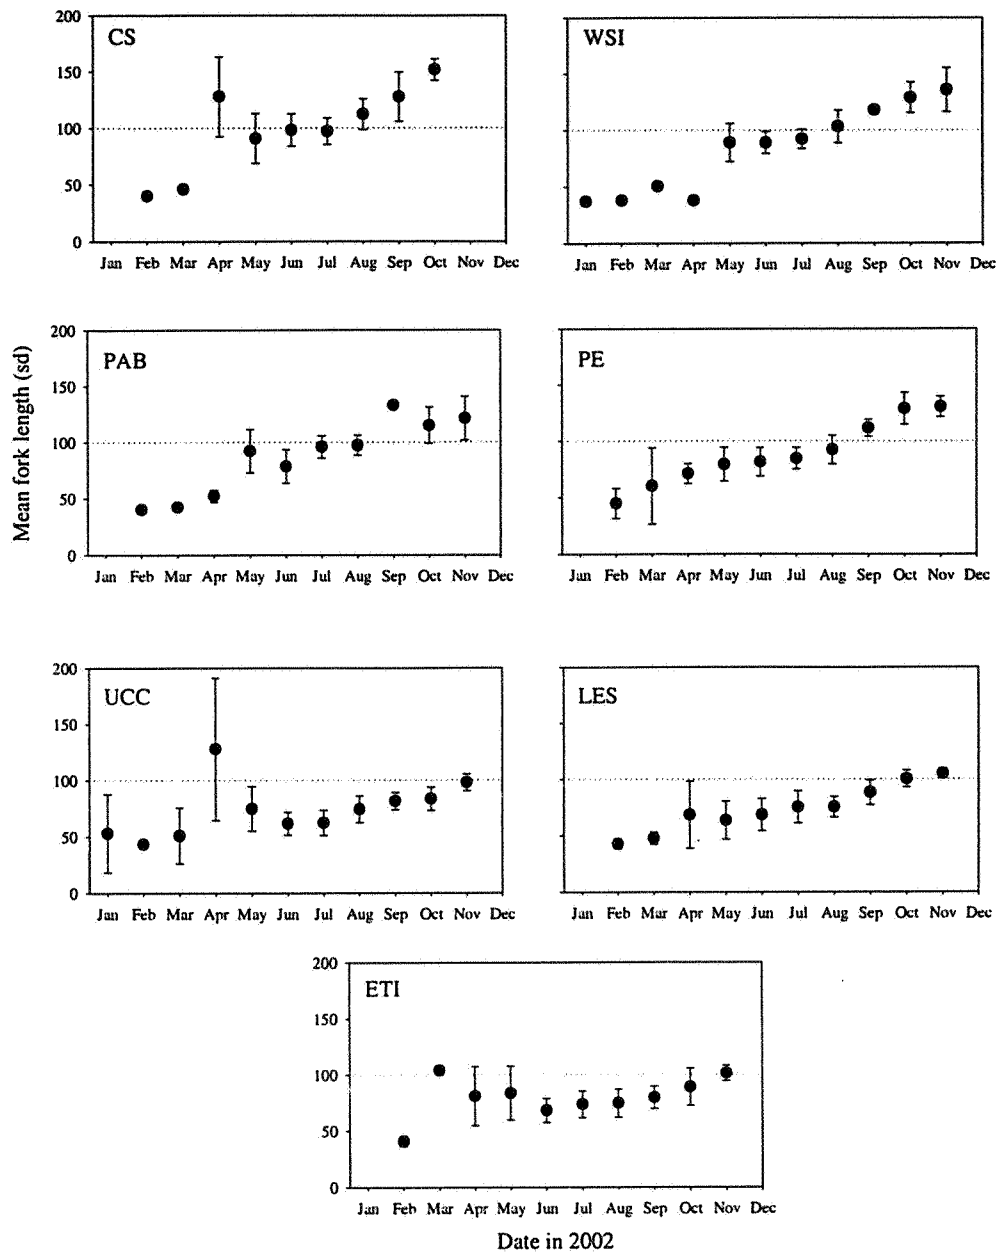 200
CS
150
100
50
0
Jan Feb Mar Apr May Jun Jul Aug Sep Oct Nov Dec
WSI
Jan Feb Mar Apr May Jun Jul Aug Sep Oct Nov Dec
Mean fork length (sd)
200
PAB
150
100
50
0
Jan Feb Mar Apr May Jun Jul Aug Sep Oct Nov Dec
PE
Jan Feb Mar Apr May Jun Jul Aug Sep Oct Nov Dec
200
UCC
150
100
50
0
Jan Feb Mar Apr May Jun Jul Aug Sep Oct Nov Dec
LES
Jan Feb Mar Apr May Jun Jul Aug Sep Oct Nov Dec
200
ETI
150
100
50
0
Jan Feb Mar Apr May Jun Jul Aug Sep Oct Nov Dec
Date in 2002